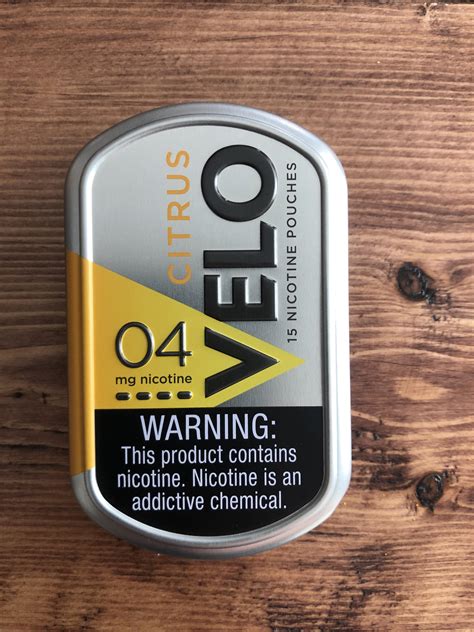 CITRUS
VELO
15 NICOTINE POUCHES
04
mg nicotine
WARNING:
This product contains
nicotine. Nicotine is an
addictive chemical.